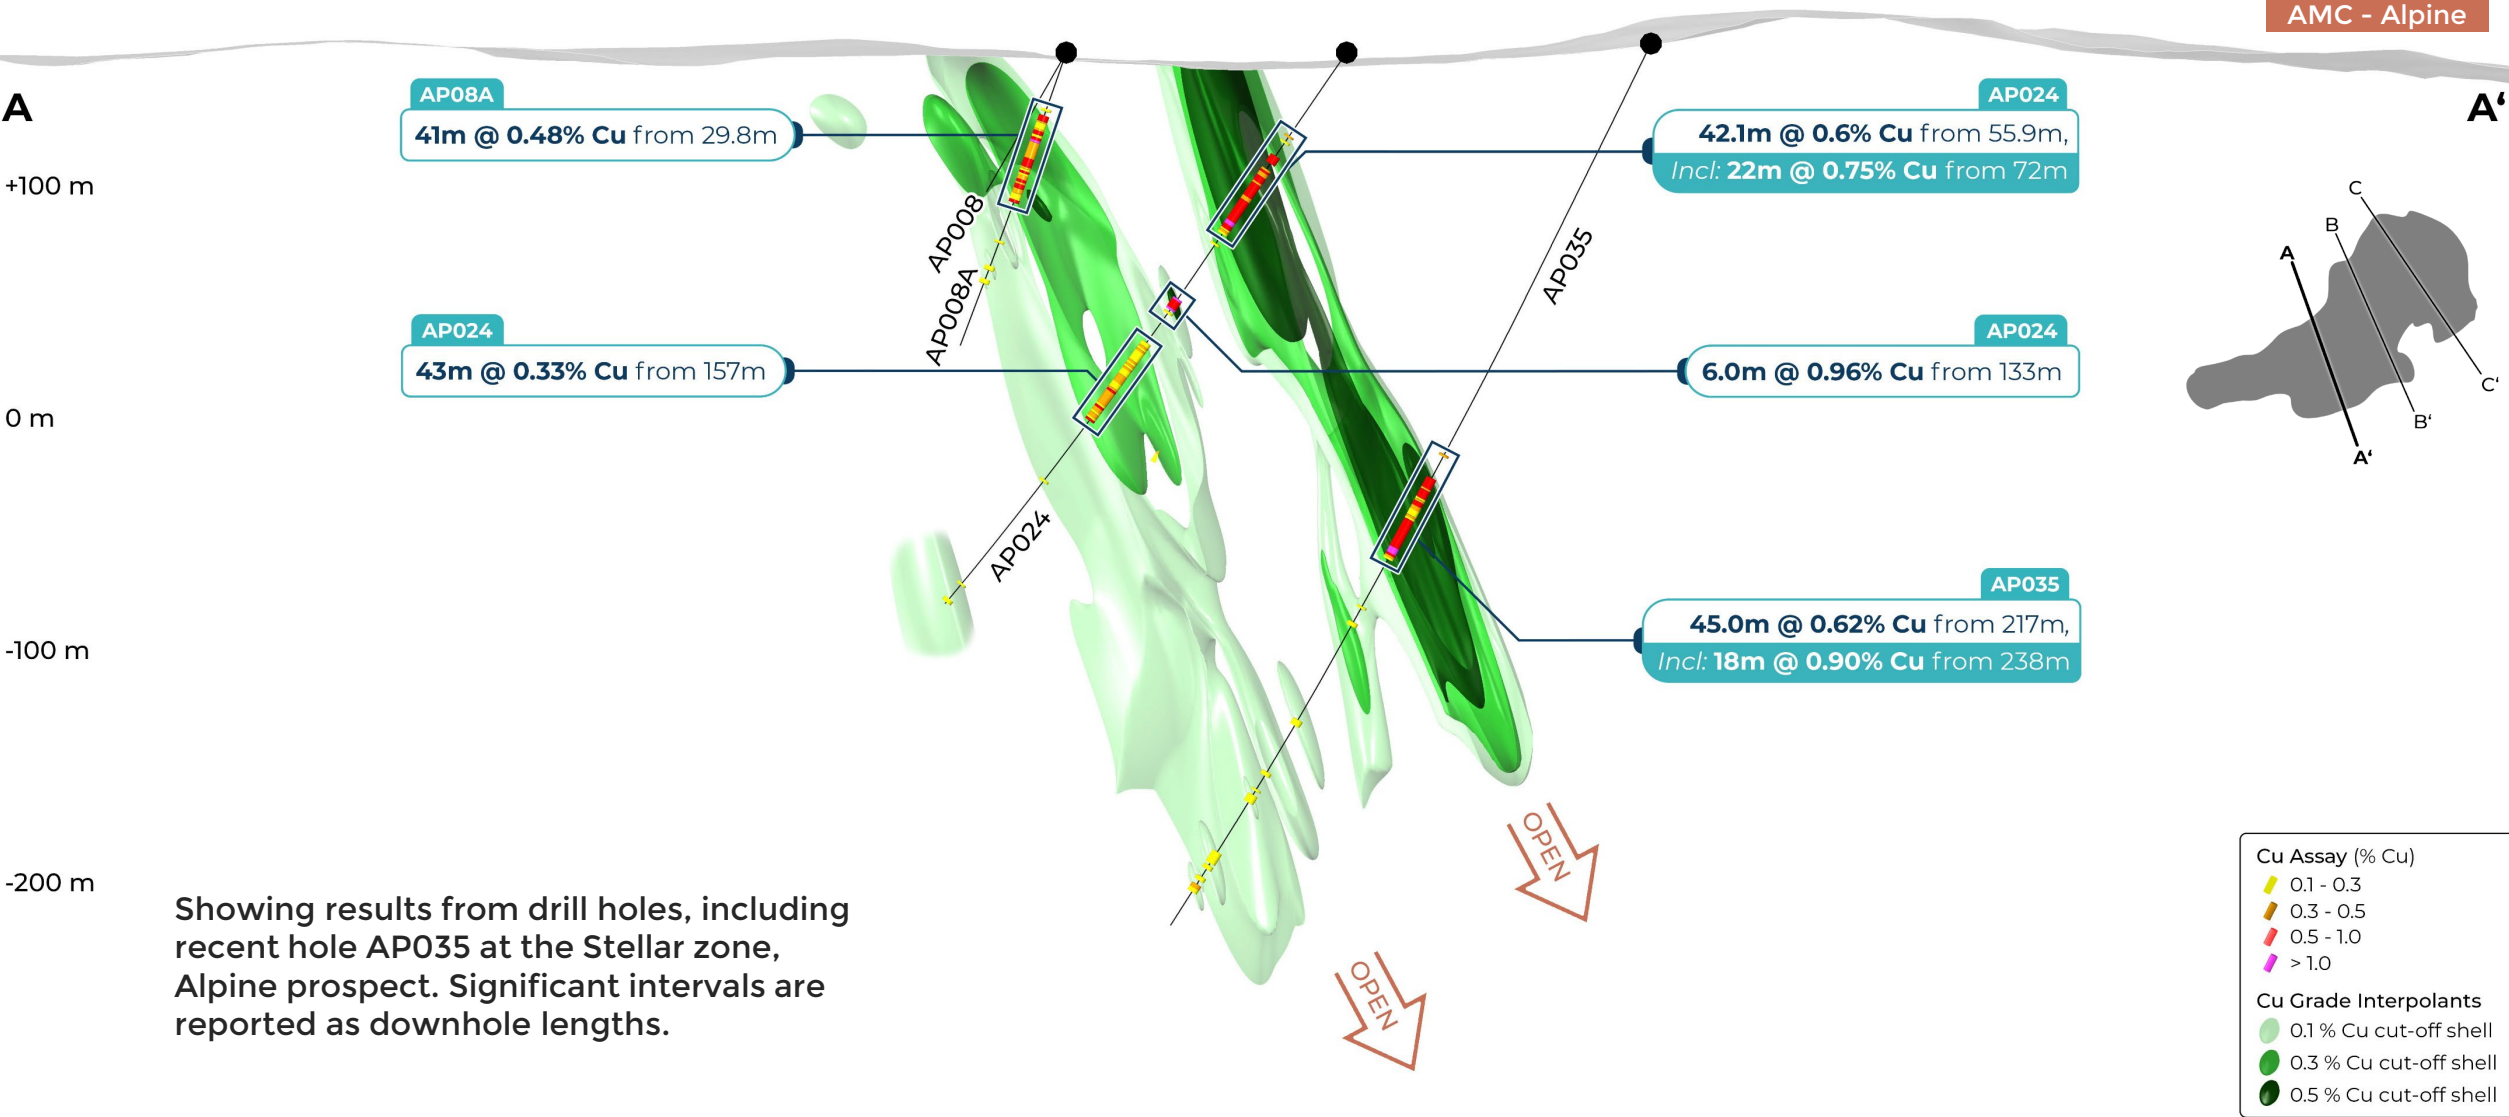 AMC - Alpine
A
A'
AP08A
41m @ 0.48% Cu from 29.8m
AP024
42.1m @ 0.6% Cu from 55.9m,
Incl: 22m @ 0.75% Cu from 72m
+100 m
AP008
AP008A
AP035
C
B
A
C'
B'
A'
AP024
43m @ 0.33% Cu from 157m
AP024
6.0m @ 0.96% Cu from 133m
0 m
AP024
AP035
45.0m @ 0.62% Cu from 217m,
Incl: 18m @ 0.90% Cu from 238m
-100 m
-200 m
OPEN
OPEN
Showing results from drill holes, including
recent hole AP035 at the Stellar zone,
Alpine prospect. Significant intervals are
reported as downhole lengths.
Cu Assay (% Cu)
0.1 - 0.3
0.3 - 0.5
0.5 - 1.0
> 1.0
Cu Grade Interpolants
0.1 % Cu cut-off shell
0.3 % Cu cut-off shell
0.5 % Cu cut-off shell